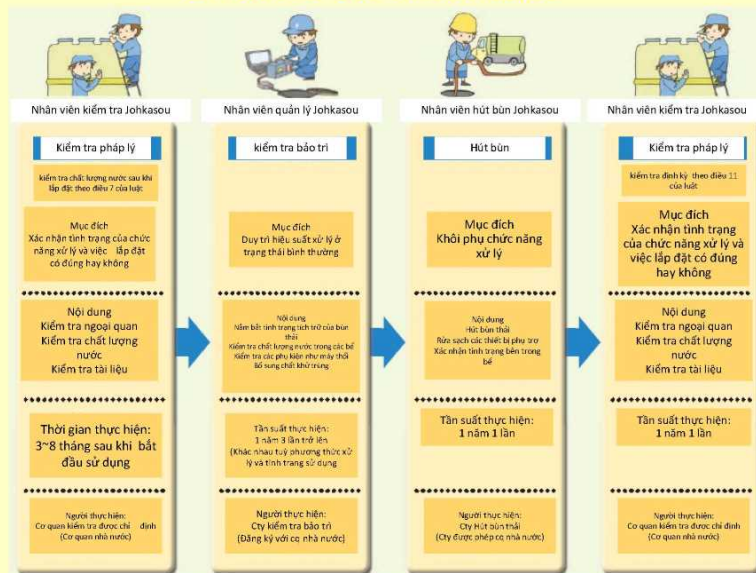 Nhân viên kiểm tra Johkasou
Kiểm tra pháp lý
kiểm tra chất lượng nước sau khi
lắp đặt theo điều 7 của luật
Mục đích
Xác nhận tình trạng của chức
năng xử lý và việc lắp đặt
có đúng hay không
Nội dung
Kiểm tra ngoại quan
Kiểm tra chất lượng
nước
Kiểm tra tài liệu
Thời gian thực hiện:
3~8 tháng sau khi bắt
đầu sử dụng
Người thực hiện:
Cơ quan kiểm tra được chỉ định
(Cơ quan nhà nước)
Nhân viên quản lý Johkasou
kiểm tra bảo trì
Mục đích
Duy trì hiệu suất xử lý ở
trạng thái bình thường
Nội dung
Nắm bắt tình trạng tích trữ của bùn
thải
Kiểm tra chất lượng nước trong các bể
Kiểm tra các phụ kiện như máy thổi
Bổ sung chất khử trùng
Tần suất thực hiện:
1 năm 3 lần trở lên
(Khác nhau tuỳ phương thức xử
lý và tình trạng sử dụng
Người thực hiện:
Cty kiểm tra bảo trì
(Đăng ký với cq nhà nước)
Nhân viên hút bùn Johkasou
Hút bùn
Mục đích
Khôi phụ chức năng
xử lý
Nội dung
Hút bùn thải
Rửa sạch các thiết bị phụ trợ
Xác nhận tình trạng bên trong
bể
Tần suất thực hiện:
1 năm 1 lần
Người thực hiện:
Cty Hút bùn thải
(Cty được phép cq nhà nước)
Nhân viên kiểm tra Johkasou
Kiểm tra pháp lý
kiểm tra định kỳ theo điều 11
của luật
Mục đích
Xác nhận tình trạng
của chức năng xử lý và
việc lắp đặt có đúng
hay không
Nội dung
Kiểm tra ngoại quan
Kiểm tra chất lượng
nước
Kiểm tra tài liệu
Tần suất thực hiện:
1 năm 1 lần
Người thực hiện:
Cơ quan kiểm tra được chỉ định
(Cơ quan nhà nước)